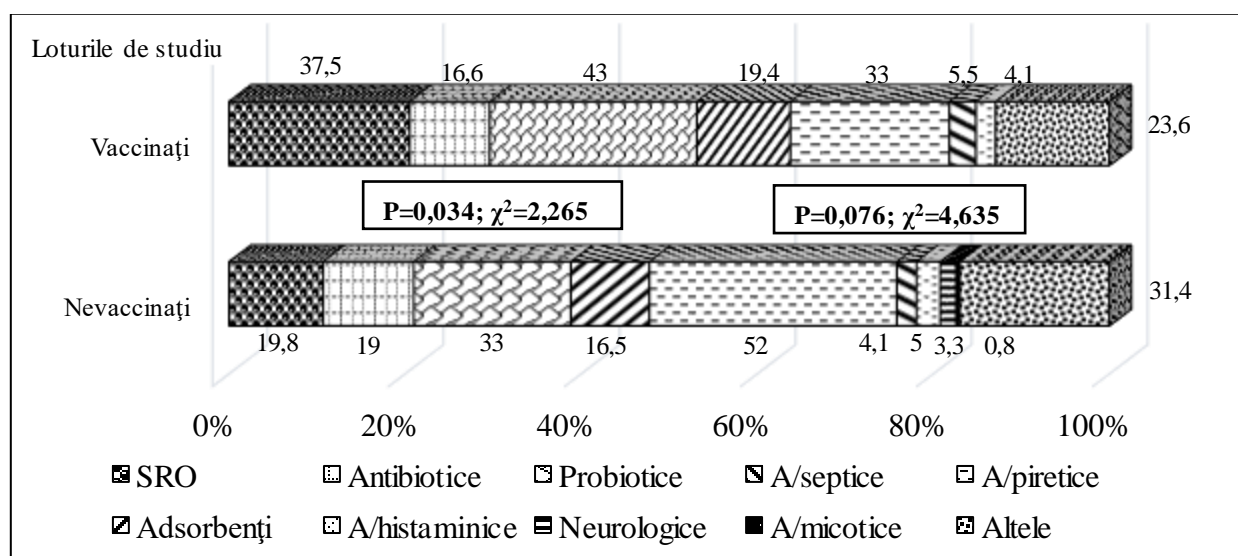 Loturile de studiu
37,5 16,6 43 19,4 33 5,5 4,1
Vaccinaţi
23,6
P=0,034; χ²=2,265 P=0,076; χ²=4,635
Nevaccinaţi
31,4
19,8 19 33 16,5 52 4,1 5 3,3 0,8
0% 20% 40% 60% 80% 100%
SRO Antibiotice Probiotice A/septice A/piretice
Adsorbenţi A/histaminice Neurologice A/micotice Altele